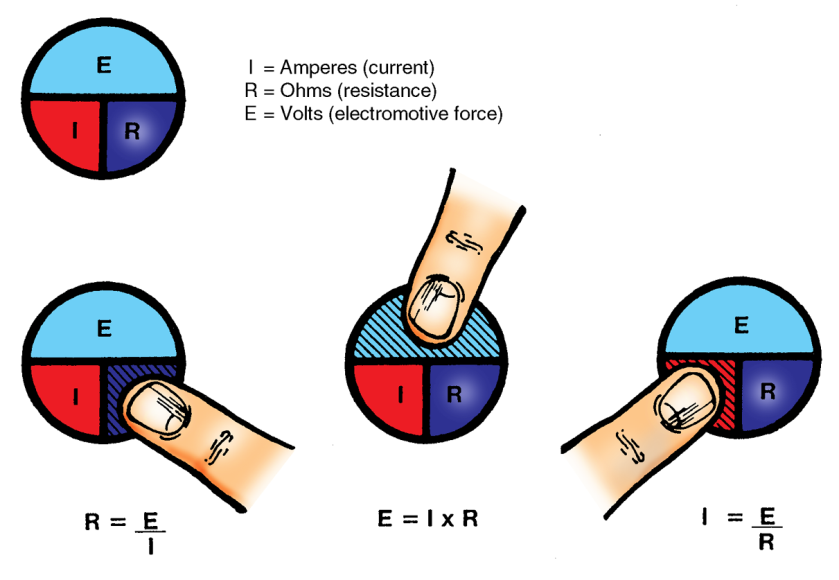 E
I R
I = Amperes (current)
R = Ohms (resistance)
E = Volts (electromotive force)
E
I
R = E
I
I R
E = I x R
E
R
I = E
R